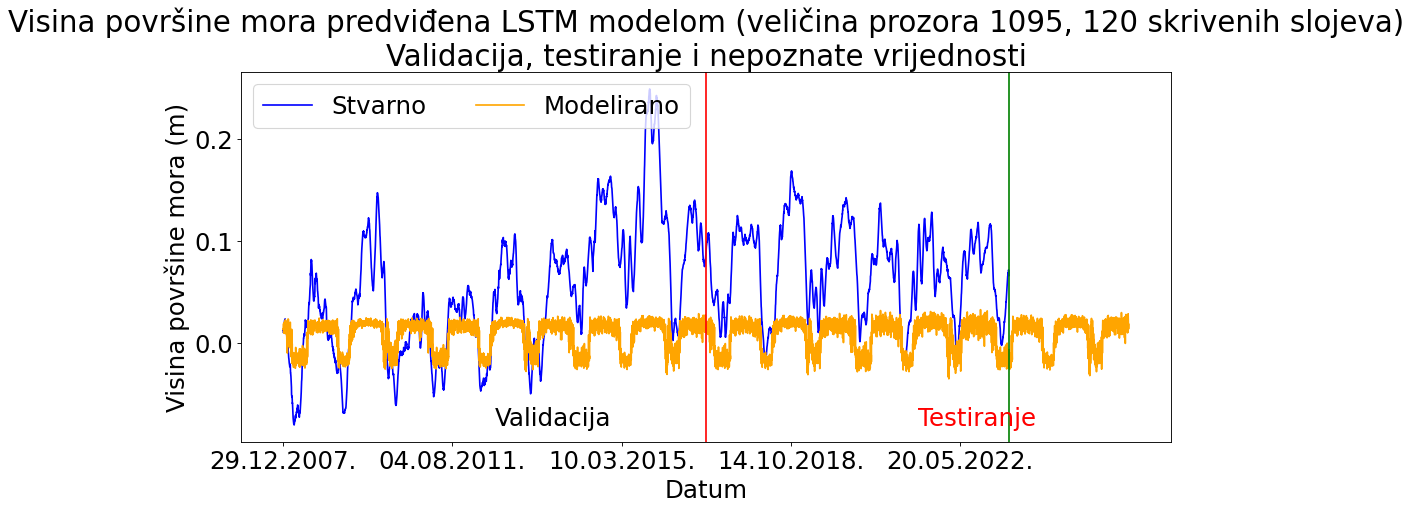 Visina površine mora predviđena LSTM modelom (veličina prozora 1095, 120 skrivenih slojeva)
Validacija, testiranje i nepoznate vrijednosti
Stvarno Modelirano
Visina površine mora (m)
0.2
0.1
0.0
Validacija Testiranje
29.12.2007. 04.08.2011. 10.03.2015. 14.10.2018. 20.05.2022.
Datum